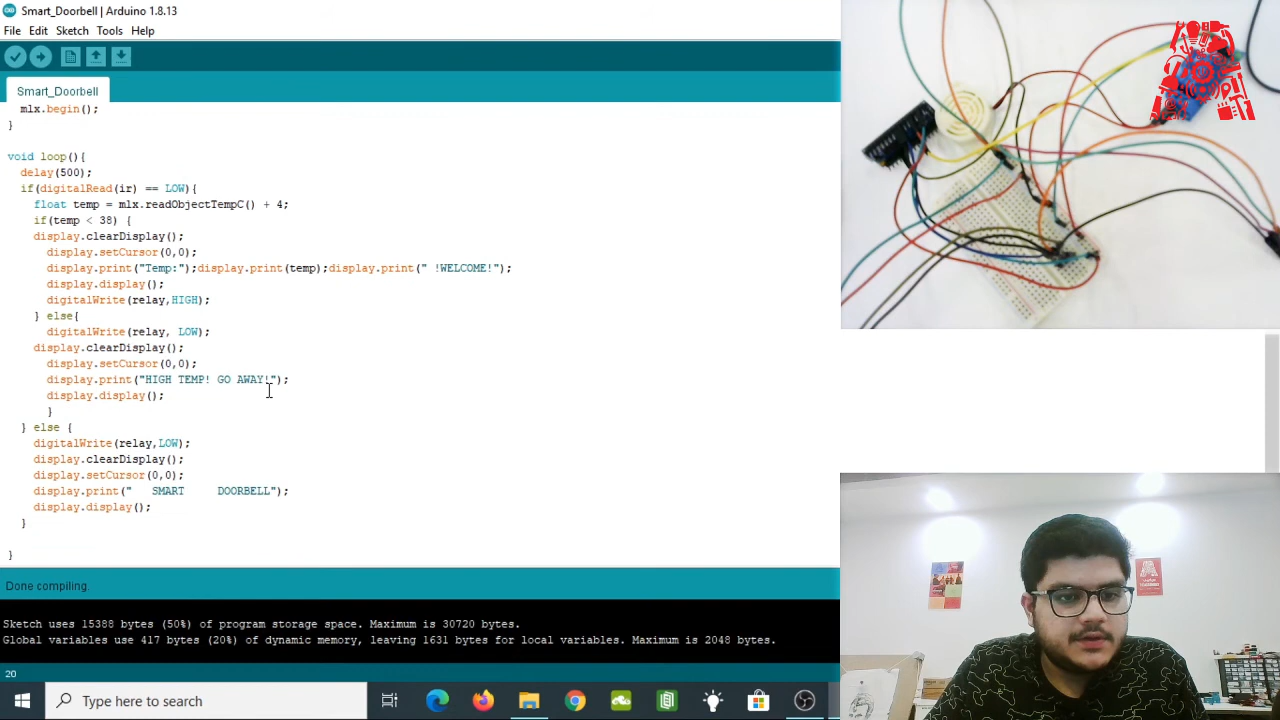 Smart_Doorbell | Arduino 1.8.13
File Edit Sketch Tools Help
Smart_Doorbell
mlx.begin();
}
void loop(){
delay(500);
if(digitalRead(ir) == LOW){
float temp = mlx.readObjectTempC() + 4;
if(temp < 38) {
display.clearDisplay();
display.setCursor(0,0);
display.print("Temp:");display.print(temp);display.print(" !WELCOME!");
display.display();
digitalWrite(relay,HIGH);
} else{
digitalWrite(relay, LOW);
display.clearDisplay();
display.setCursor(0,0);
display.print("HIGH TEMP! GO AWAY!");
display.display();
}
} else {
digitalWrite(relay,LOW);
display.clearDisplay();
display.setCursor(0,0);
display.print("   SMART     DOORBELL");
display.display();
}
}
Done compiling.
Sketch uses 15388 bytes (50%) of program storage space. Maximum is 30720 bytes.
Global variables use 417 bytes (20%) of dynamic memory, leaving 1631 bytes for local variables. Maximum is 2048 bytes.
20
Type here to search